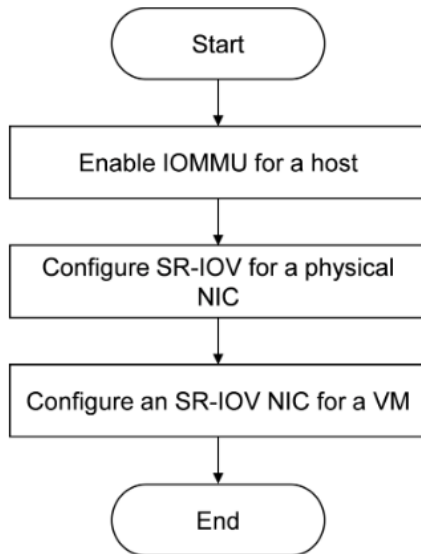 Start
Enable IOMMU for a host
Configure SR-IOV for a physical
NIC
Configure an SR-IOV NIC for a VM
End